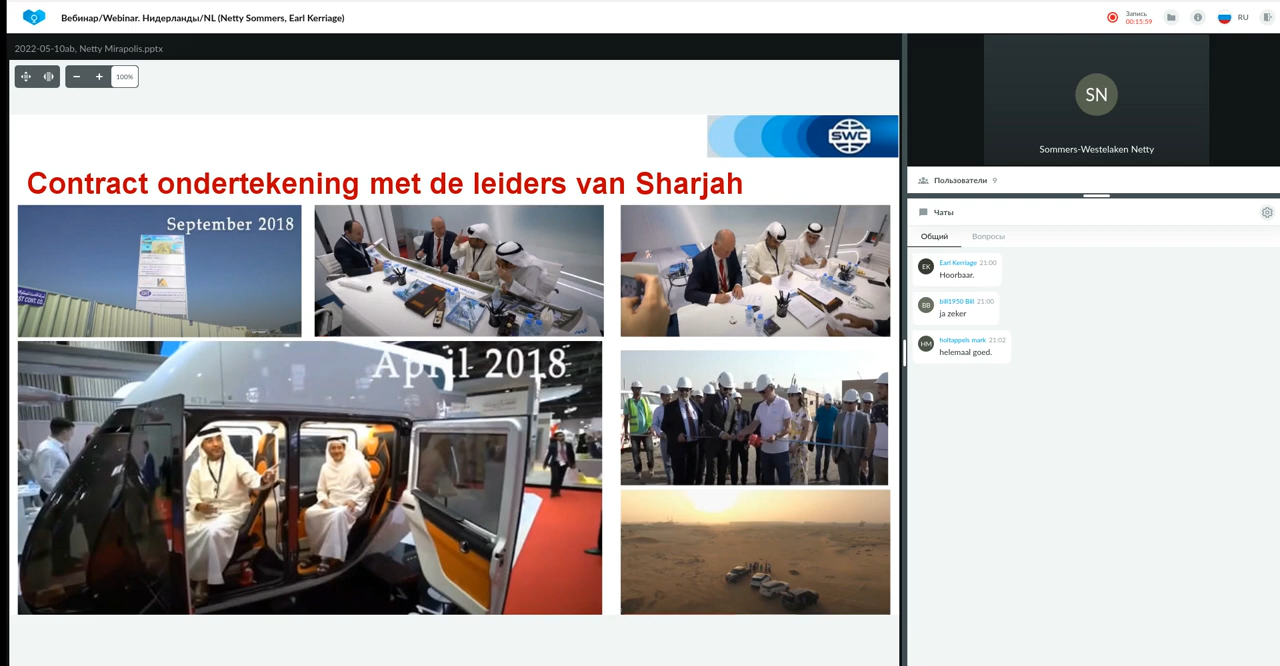 Вебинар/Webinar. Нидерланды/NL (Netty Sommers, Earl Kerriage)
Запись
00:15:59
RU
2022-05-10ab, Netty Mirapolis.pptx
100%
SWC
Contract ondertekening met de leiders van Sharjah
September 2018
April 2018
SN
Sommers-Westelaken Netty
Пользователи 9
Чаты
Общий
Вопросы
EK
Earl Kerriage 21:00
Hoorbaar.
BB
bill1950 Bill 21:00
ja zeker
HM
holtappels mark 21:02
helemaal goed.